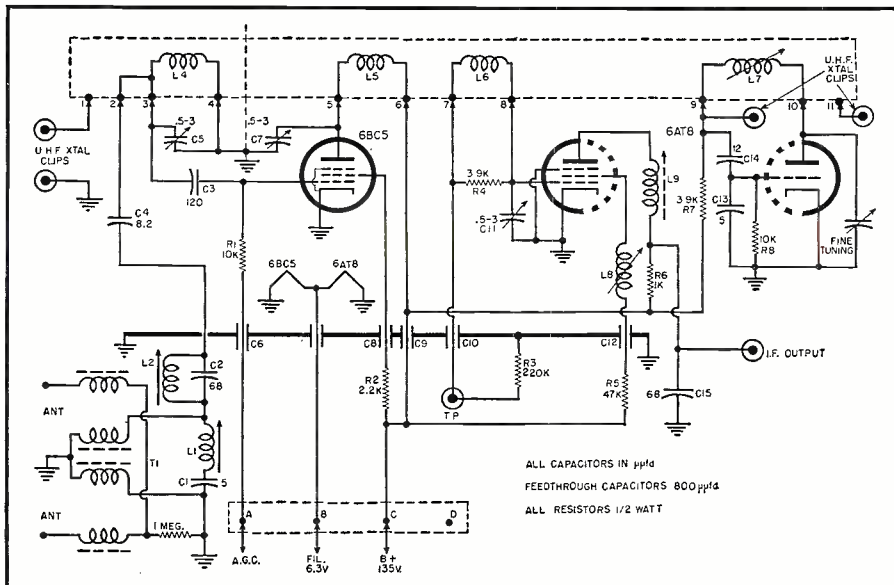 L4
L5
L6
L7
U.H.F.
XTAL
CLIPS
1
2
3
4
5
6
7
8
9
10
11
.5-3
C5
.5-3
C7
6BC5
6AT8
U.H.F. XTAL
CLIPS
C3
120
3.9K
R4
.5-3
C11
L9
12
C14
3.9K
R7
C13
5
10K
R8
FINE
TUNING
C4
8.2
R1
10K
6BC5
6AT8
L8
R6
1K
C6
C8
C9
C10
C12
L2
C2
68
R2
2.2K
R3
220K
R5
47K
I.F. OUTPUT
T.P.
68
C15
ANT
T1
L1
C1
5
ANT
1 MEG.
A
B
C
D
A.G.C.
FIL.
6.3V
B+
135V.
ALL CAPACITORS IN µµfd
FEEDTHROUGH CAPACITORS 800µµfd
ALL RESISTORS 1/2 WATT